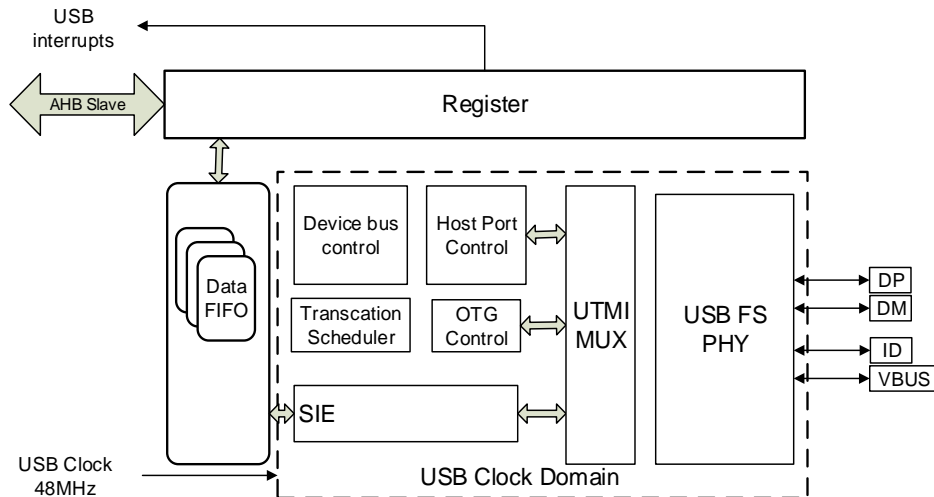 USB
interrupts
AHB Slave
Register
Device bus
control
Host Port
Control
Data
FIFO
Transcation
Scheduler
OTG
Control
UTMI
MUX
USB FS
PHY
DP
DM
ID
VBUS
SIE
USB Clock
48MHz
USB Clock Domain